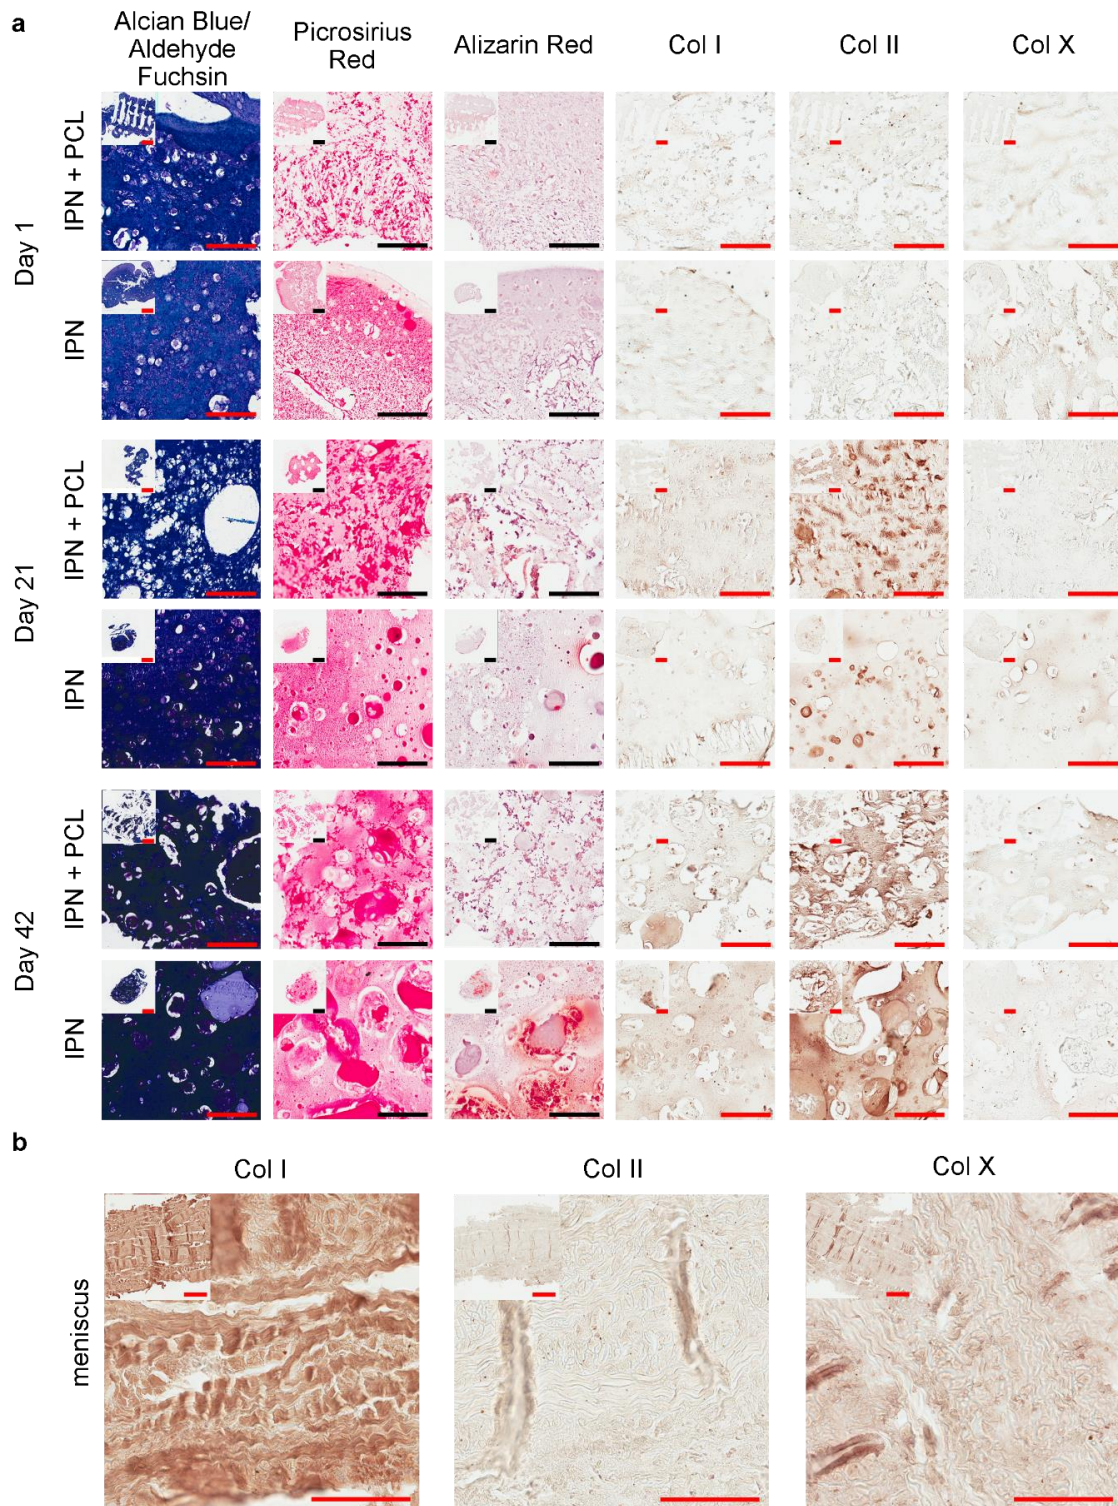 a
Alcian Blue/
Aldehyde
Fuchsin
Picrosirius
Red
Alizarin Red
Col I
Col II
Col X
Day 1
IPN + PCL
IPN
Day 21
IPN + PCL
IPN
Day 42
IPN + PCL
IPN
b
Col I
Col II
Col X
meniscus